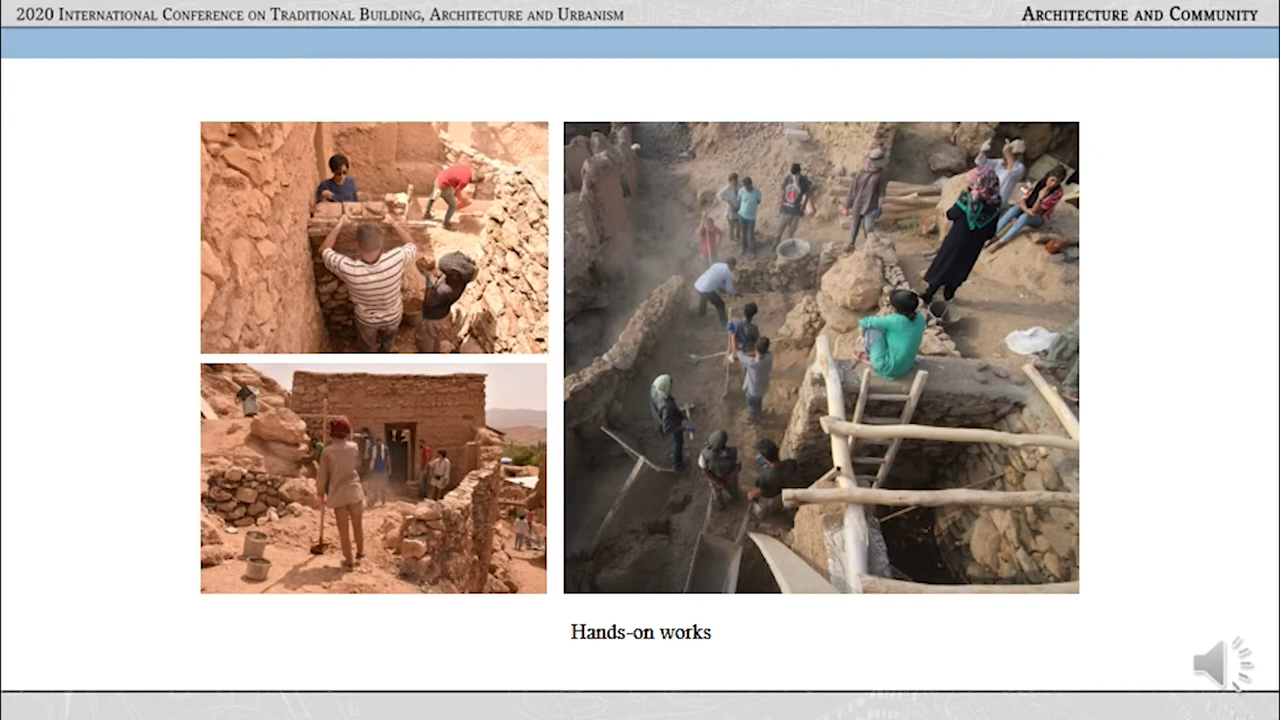 2020 International Conference on Traditional Building, Architecture and Urbanism
Architecture and Community
Hands-on works